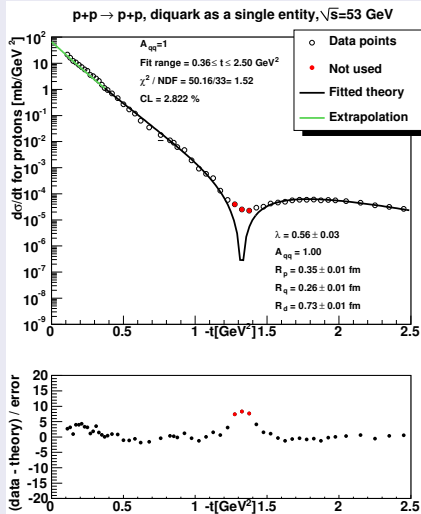 p+p → p+p, diquark as a single entity, √s=53 GeV
dσ/dt for protons [mb/GeV²]
10²
10
1
10⁻¹
10⁻²
10⁻³
10⁻⁴
10⁻⁵
10⁻⁶
10⁻⁷
10⁻⁸
10⁻⁹
A_qq=1
Fit range = 0.36≤ t ≤ 2.50 GeV²
χ² / NDF = 50.16/33= 1.52
CL = 2.822 %
Data points
Not used
Fitted theory
Extrapolation
λ = 0.56 ± 0.03
A_qq = 1.00
R_p = 0.35 ± 0.01 fm
R_q = 0.26 ± 0.01 fm
R_d = 0.73 ± 0.01 fm
0 0.5 1 -t[GeV²] 1.5 2 2.5
(data - theory) / error
20
15
10
5
0
-5
-10
-15
-20
0 0.5 1 -t[GeV²] 1.5 2 2.5